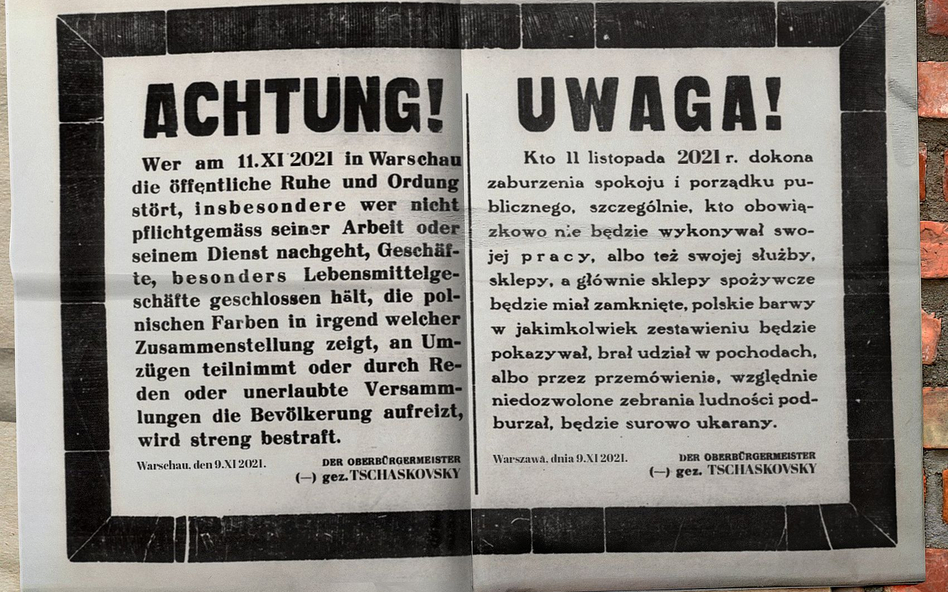 ACHTUNG!
Wer am 11.XI 2021 in Warschau
die öffentliche Ruhe und Ordung
stört, insbesondere wer nicht
pflichtgemäss seiner Arbeit oder
seinem Dienst nachgeht, Geschäf-
te, besonders Lebensmittelge-
schäfte geschlossen hält, die pol-
nischen Farben in irgend welcher
Zusammenstellung zeigt, an Um-
zügen teilnimmt oder durch Re-
den oder unerlaubte Versamm-
lungen die Bevölkerung aufreizt,
wird streng bestraft.
Warschau, den 9.XI 2021.
DER OBERBÜRGERMEISTER
(—) gez. TSCHASKOVSKY
UWAGA!
Kto 11 listopada 2021 r. dokona
zaburzenia spokoju i porządku pu-
blicznego, szczególnie, kto obowią-
zkowo nie będzie wykonywał swo-
jej pracy, albo też swojej służby,
sklepy, a głównie sklepy spożywcze
będzie miał zamknięte, polskie barwy
w jakimkolwiek zestawieniu będzie
pokazywał, brał udział w pochodach,
albo przez przemówienia, względnie
niedozwolone zebrania ludności pod-
burzał, będzie surowo ukarany.
Warszawa, dnia 9.XI 2021.
DER OBERBÜRGERMEISTER
(—) gez. TSCHASKOVSKY